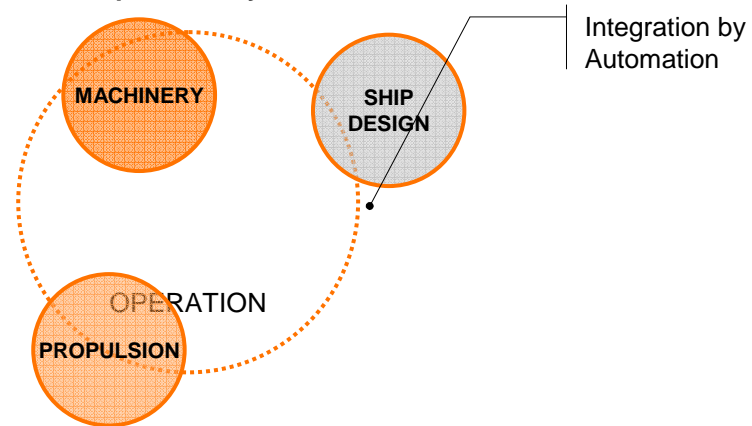 Integration by
Automation
MACHINERY
SHIP
DESIGN
OPERATION
PROPULSION